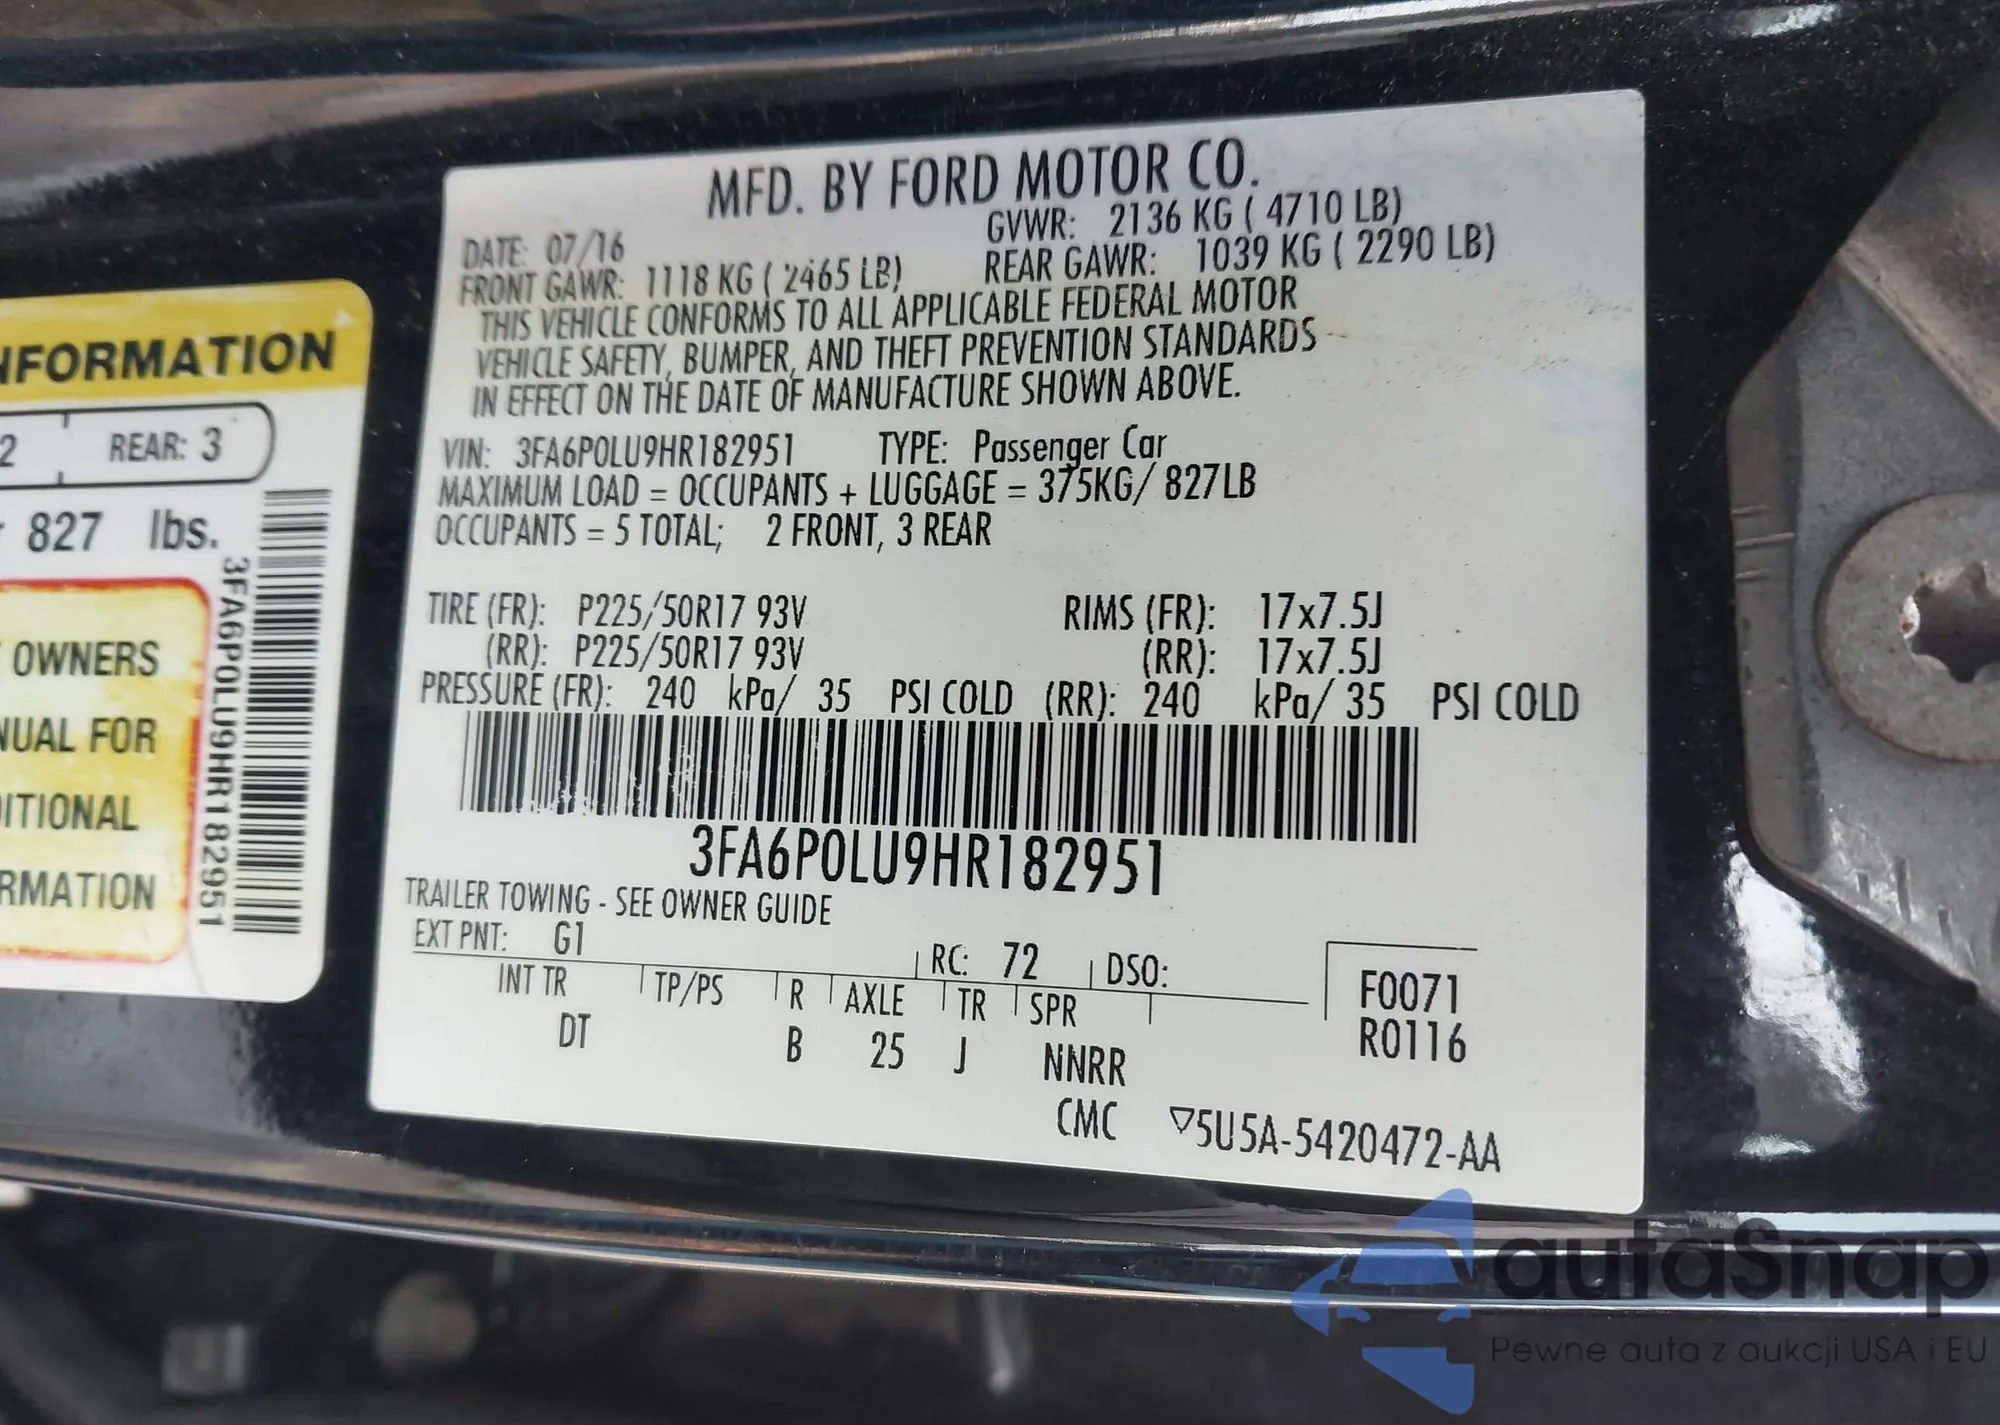 MFD. BY FORD MOTOR CO.
DATE: 07/16 GVWR: 2136 KG ( 4710 LB)
FRONT GAWR: 1118 KG ( 2465 LB) REAR GAWR: 1039 KG ( 2290 LB)
THIS VEHICLE CONFORMS TO ALL APPLICABLE FEDERAL MOTOR
VEHICLE SAFETY, BUMPER, AND THEFT PREVENTION STANDARDS
IN EFFECT ON THE DATE OF MANUFACTURE SHOWN ABOVE.
VIN: 3FA6P0LU9HR182951 TYPE: Passenger Car
MAXIMUM LOAD = OCCUPANTS + LUGGAGE = 375KG/ 827LB
OCCUPANTS = 5 TOTAL; 2 FRONT, 3 REAR
TIRE (FR): P225/50R17 93V RIMS (FR): 17x7.5J
(RR): P225/50R17 93V (RR): 17x7.5J
PRESSURE (FR): 240 kPa/ 35 PSI COLD (RR): 240 kPa/ 35 PSI COLD
3FA6P0LU9HR182951
TRAILER TOWING - SEE OWNER GUIDE
EXT PNT: G1 RC: 72 DSO:
INT TR TP/PS R AXLE TR SPR
DT B 25 J NNRR
F0071
R0116
CMC ▽5U5A-5420472-AA
NFORMATION
2 REAR: 3
827 lbs.
OWNERS
NUAL FOR
DITIONAL
RMATION
3FA6P0LU9HR182951
autaSnap
Pewne auta z aukcji USA i EU